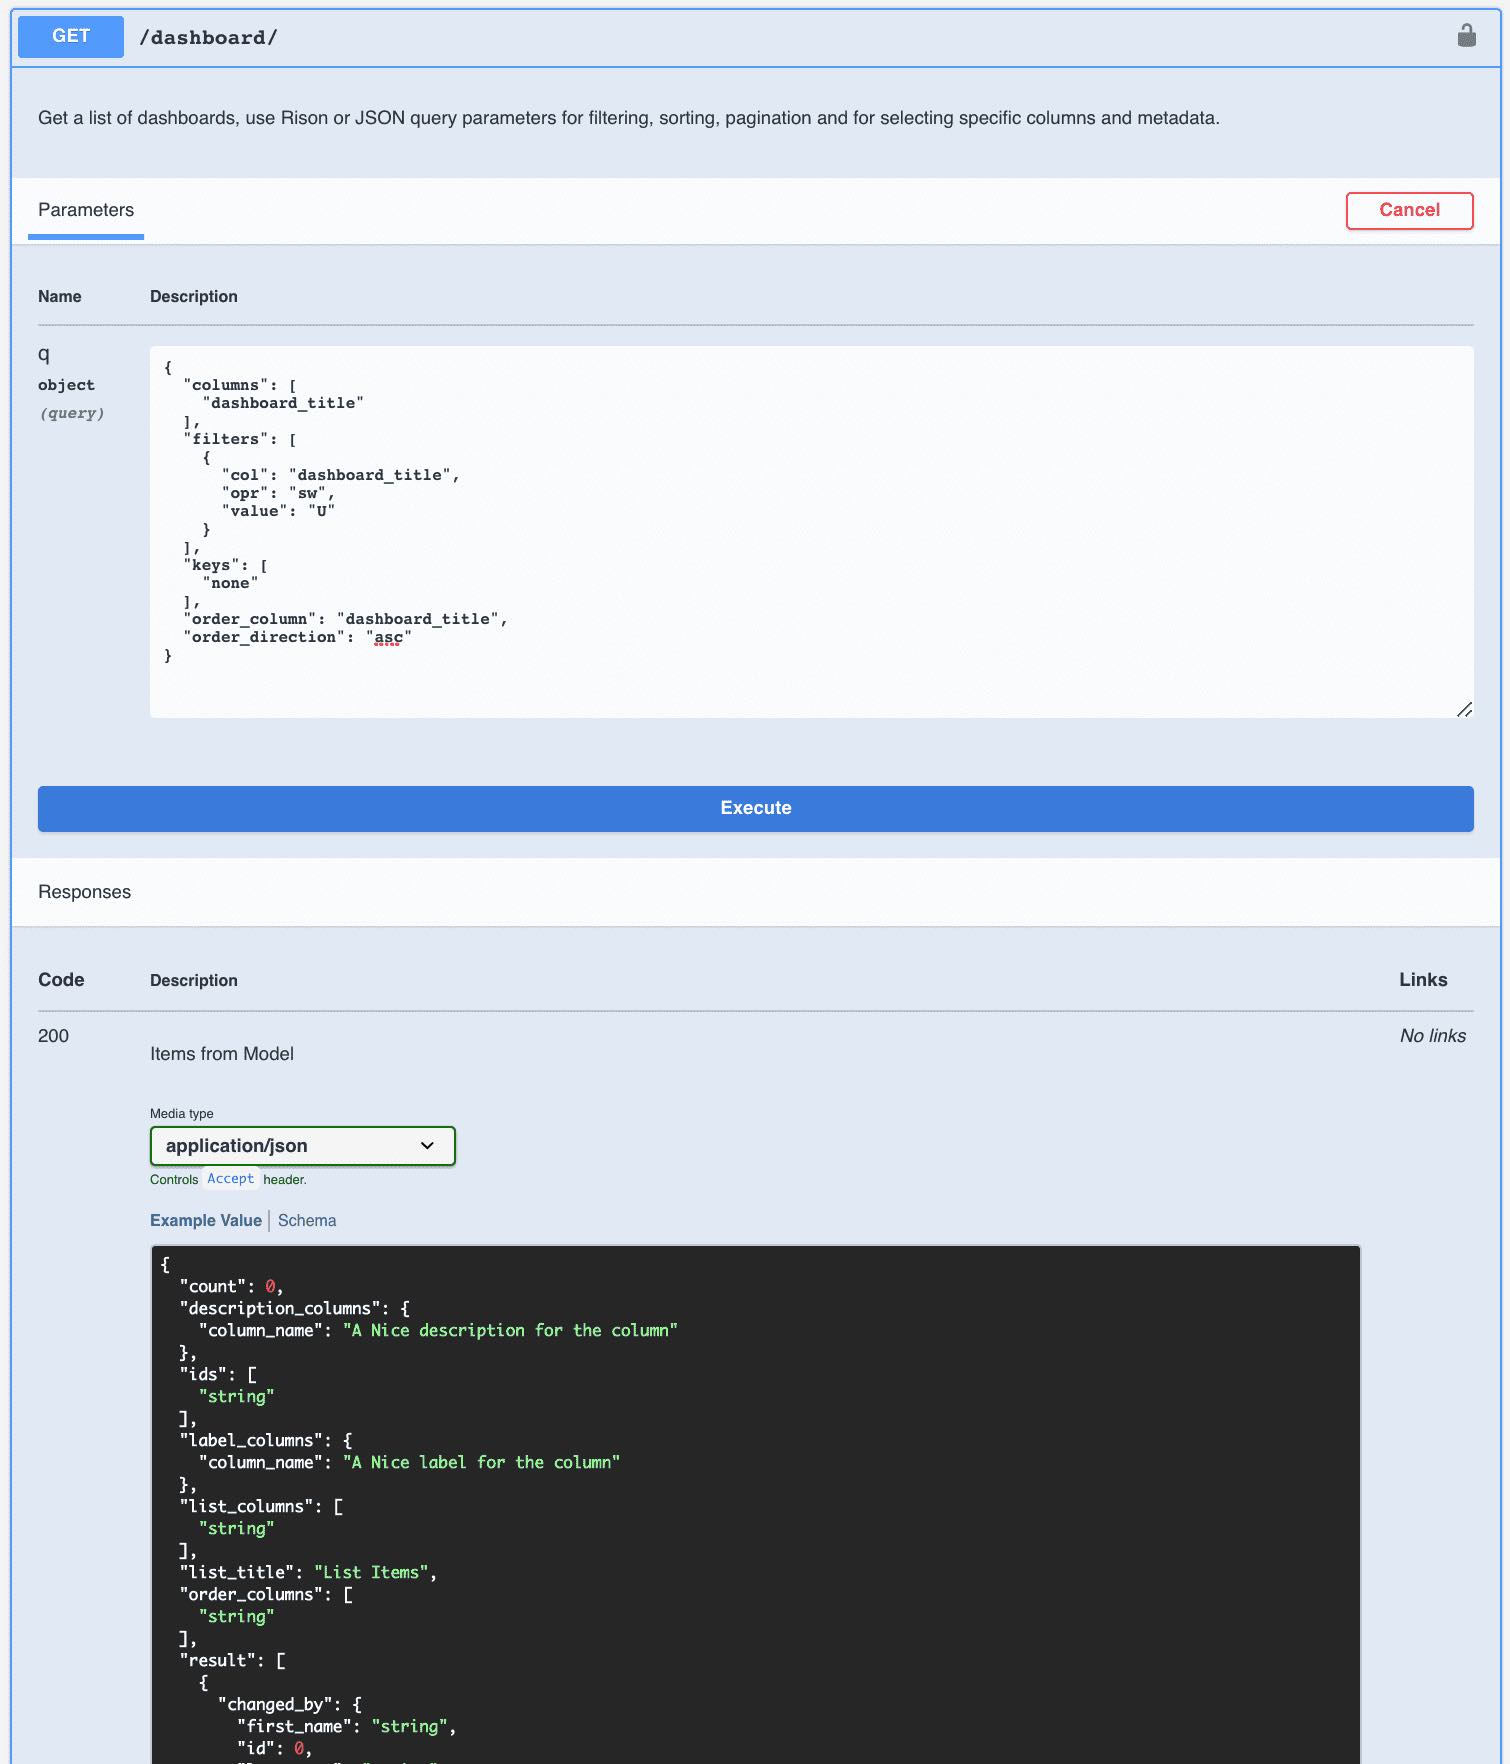 GET /dashboard/
Get a list of dashboards, use Rison or JSON query parameters for filtering, sorting, pagination and for selecting specific columns and metadata.
Parameters Cancel
Name Description
q
object
(query)
{
  "columns": [
    "dashboard_title"
  ],
  "filters": [
    {
      "col": "dashboard_title",
      "opr": "sw",
      "value": "U"
    }
  ],
  "keys": [
    "none"
  ],
  "order_column": "dashboard_title",
  "order_direction": "asc"
}
Execute
Responses
Code Description Links
200 No links
Items from Model
Media type
application/json
Controls Accept header.
Example Value | Schema
{
  "count": 0,
  "description_columns": {
    "column_name": "A Nice description for the column"
  },
  "ids": [
    "string"
  ],
  "label_columns": {
    "column_name": "A Nice label for the column"
  },
  "list_columns": [
    "string"
  ],
  "list_title": "List Items",
  "order_columns": [
    "string"
  ],
  "result": [
    {
      "changed_by": {
        "first_name": "string",
        "id": 0,